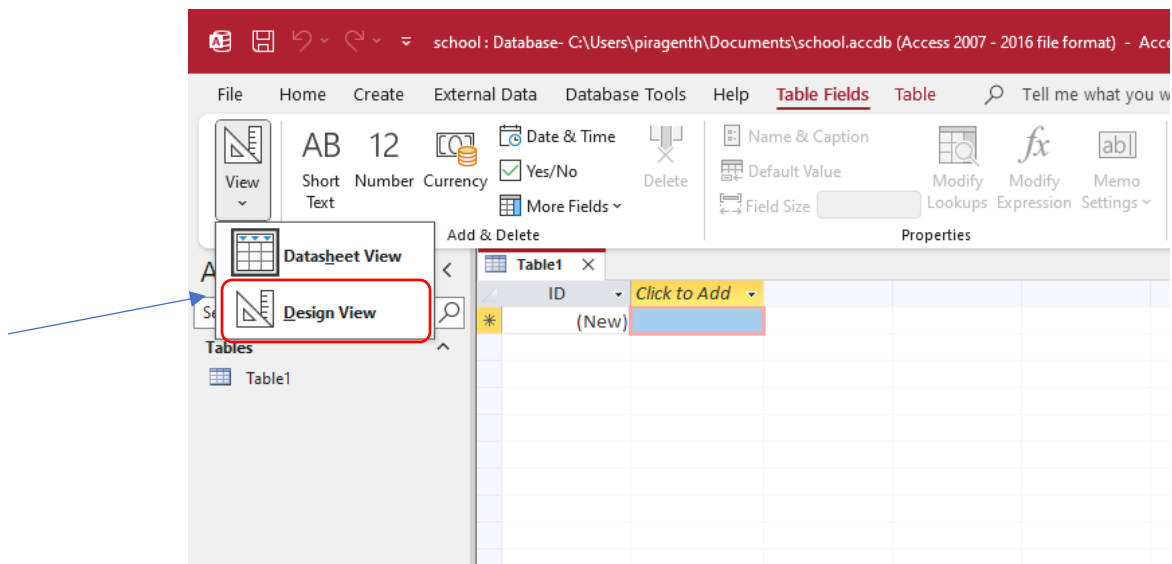 school : Database- C:\Users\piragenth\Documents\school.accdb (Access 2007 - 2016 file format) - Acce
File Home Create External Data Database Tools Help Table Fields Table Tell me what you w
View
AB
Short Text
12
Number
Currency
Date & Time
Yes/No
More Fields
Delete
Name & Caption
Default Value
Field Size
Modify Lookups
fx
Modify Expression
ab
Memo Settings
Add & Delete
Properties
Datasheet View
Design View
A
Se
Tables
Table1
Table1
ID Click to Add
* (New)